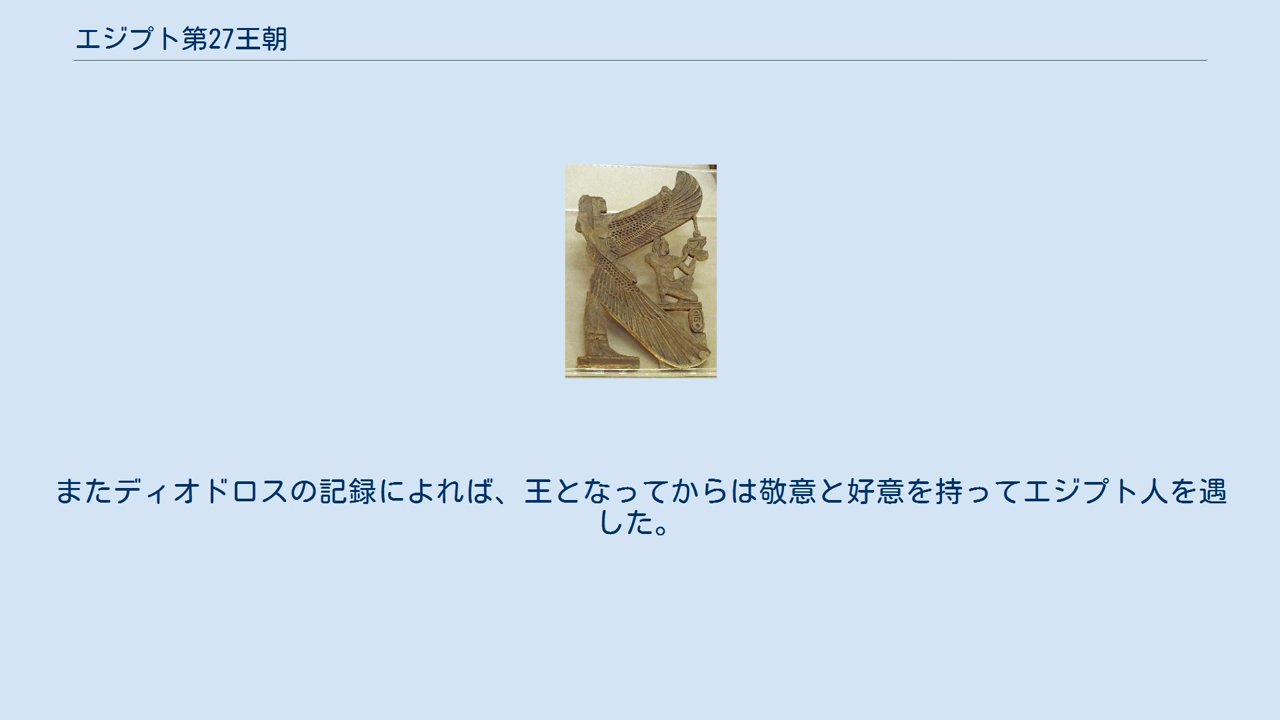 エジプト第27王朝
またディオドロスの記録によれば、王となってからは敬意と好意を持ってエジプト人を遇
した。